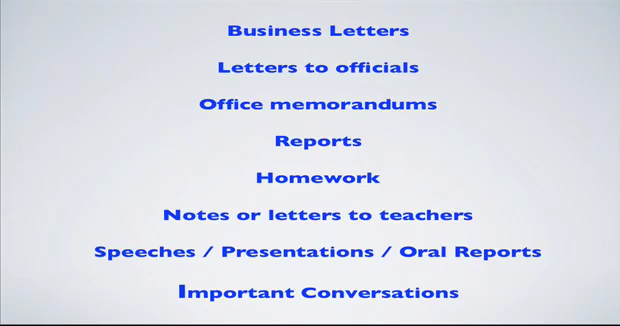 Business Letters
Letters to officials
Office memorandums
Reports
Homework
Notes or letters to teachers
Speeches / Presentations / Oral Reports
Important Conversations